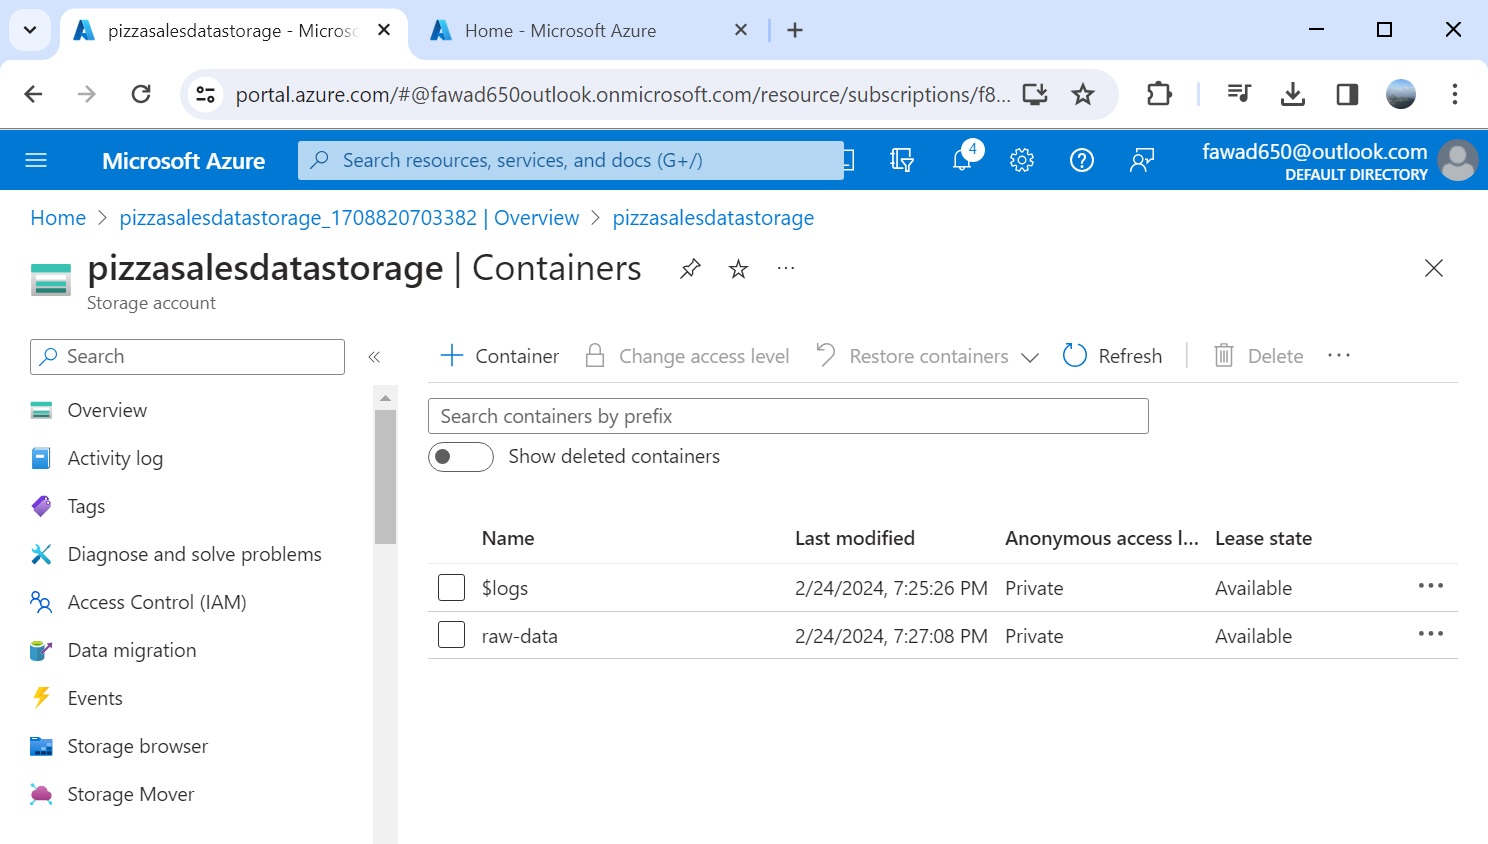 pizzasalesdatastorage - Micros
Home - Microsoft Azure
portal.azure.com/#@fawad650outlook.onmicrosoft.com/resource/subscriptions/f8...
Microsoft Azure
Search resources, services, and docs (G+/)
4
fawad650@outlook.com
DEFAULT DIRECTORY
Home > pizzasalesdatastorage_1708820703382 | Overview > pizzasalesdatastorage
pizzasalesdatastorage | Containers
Storage account
Search
Container Change access level Restore containers Refresh Delete
Search containers by prefix
Show deleted containers
Overview
Activity log
Tags
Diagnose and solve problems
Access Control (IAM)
Data migration
Events
Storage browser
Storage Mover
Name Last modified Anonymous access l... Lease state
$logs 2/24/2024, 7:25:26 PM Private Available
raw-data 2/24/2024, 7:27:08 PM Private Available